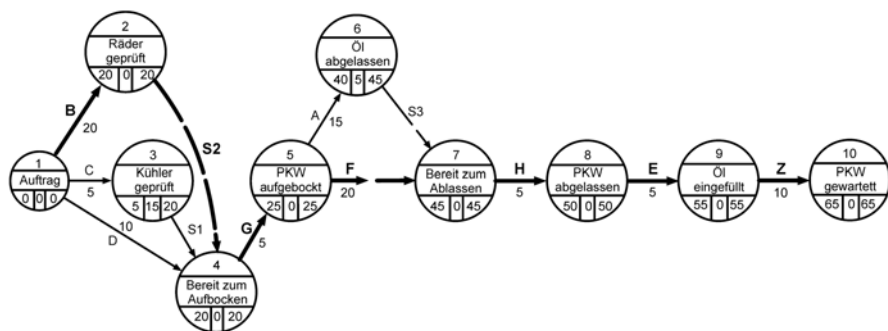 1
Auftrag
0 0 0
B
20
2
Räder
geprüft
20 0 20
C
5
3
Kühler
geprüft
5 15 20
D
10
S1
S2
4
Bereit zum
Aufbocken
20 0 20
G
5
5
PKW
aufgebockt
25 0 25
A
15
6
Öl
abgelassen
40 5 45
S3
F
20
7
Bereit zum
Ablassen
45 0 45
H
5
8
PKW
abgelassen
50 0 50
E
5
9
Öl
eingefüllt
55 0 55
Z
10
10
PKW
gewartett
65 0 65